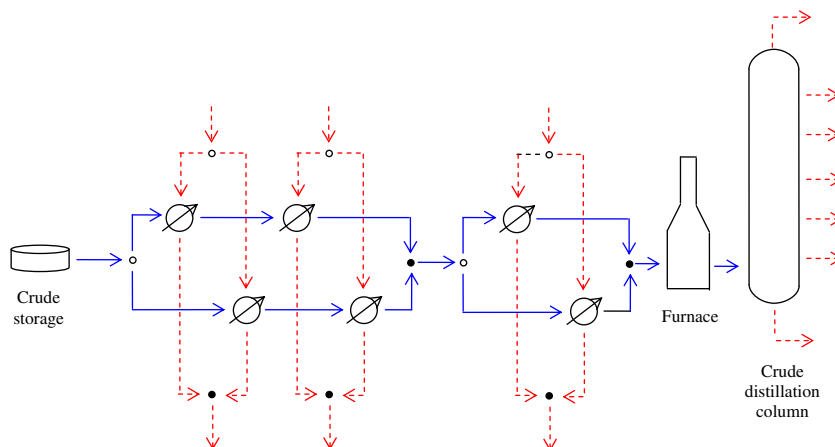 Crude
storage
Furnace
Crude
distillation
column